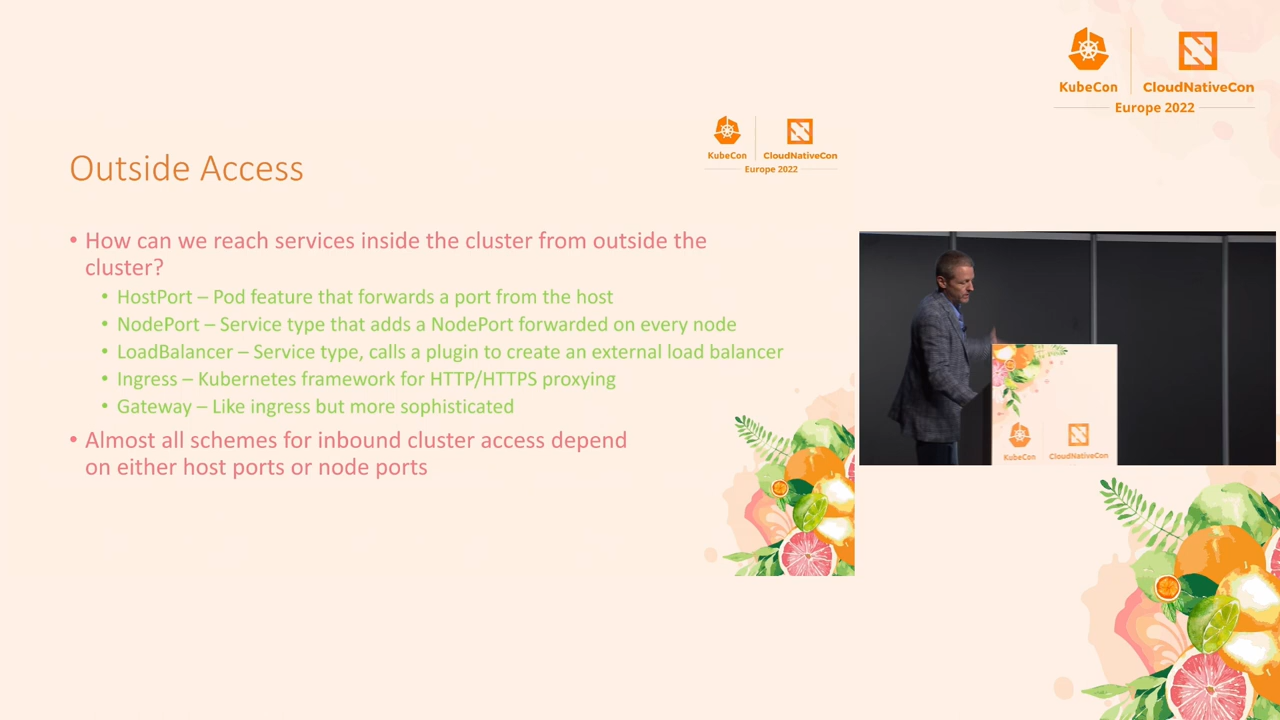 KubeCon
CloudNativeCon
Europe 2022
KubeCon
CloudNativeCon
Europe 2022
Outside Access
• How can we reach services inside the cluster from outside the
cluster?
• HostPort – Pod feature that forwards a port from the host
• NodePort – Service type that adds a NodePort forwarded on every node
• LoadBalancer – Service type, calls a plugin to create an external load balancer
• Ingress – Kubernetes framework for HTTP/HTTPS proxying
• Gateway – Like ingress but more sophisticated
• Almost all schemes for inbound cluster access depend
on either host ports or node ports
KubeCon
CloudNativeCon